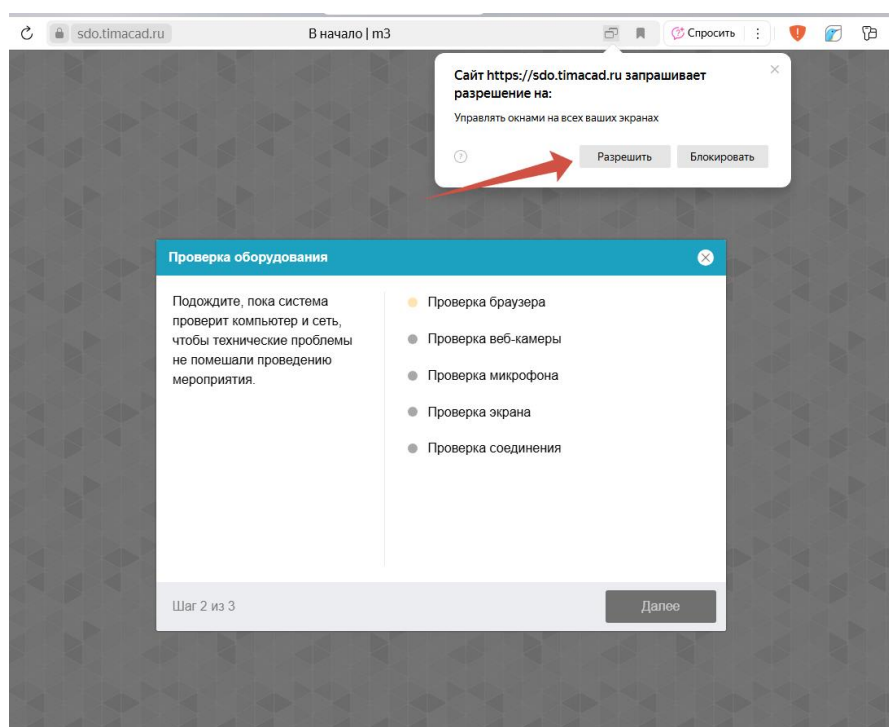 sdo.timacad.ru
В начало | m3
Спросить
Сайт https://sdo.timacad.ru запрашивает
разрешение на:
Управлять окнами на всех ваших экранах
Разрешить
Блокировать
Проверка оборудования
Подождите, пока система
проверит компьютер и сеть,
чтобы технические проблемы
не помешали проведению
мероприятия.
Проверка браузера
Проверка веб-камеры
Проверка микрофона
Проверка экрана
Проверка соединения
Шаг 2 из 3
Далее